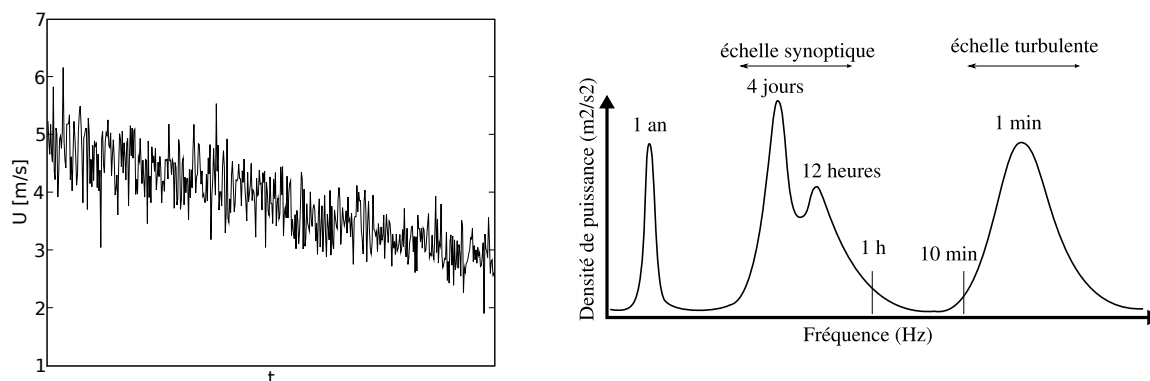 7
6
5
4
3
2
1
U [m/s]
t
échelle synoptique
échelle turbulente
4 jours
1 an
1 min
12 heures
1 h
10 min
Densité de puissance (m2/s2)
Fréquence (Hz)